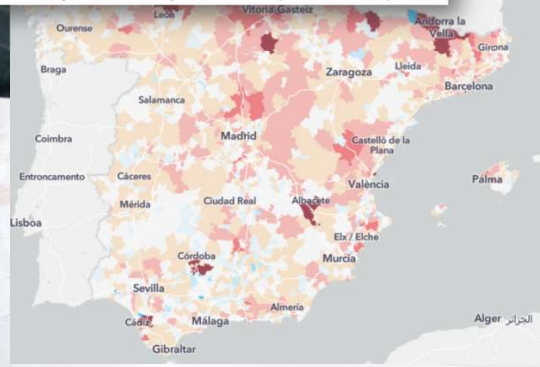 León
Vitoria-Gasteiz
Andorra la
Vella
Ourense
Girona
Braga
Zaragoza
Lleida
Salamanca
Barcelona
Madrid
Coimbra
Castelló de la
Plana
Entroncamento
Cáceres
València
Palma
Mérida
Ciudad Real
Albacete
Lisboa
Elx / Elche
Córdoba
Murcia
Sevilla
Almería
Cádiz
Málaga
Alger الجزائر
Gibraltar